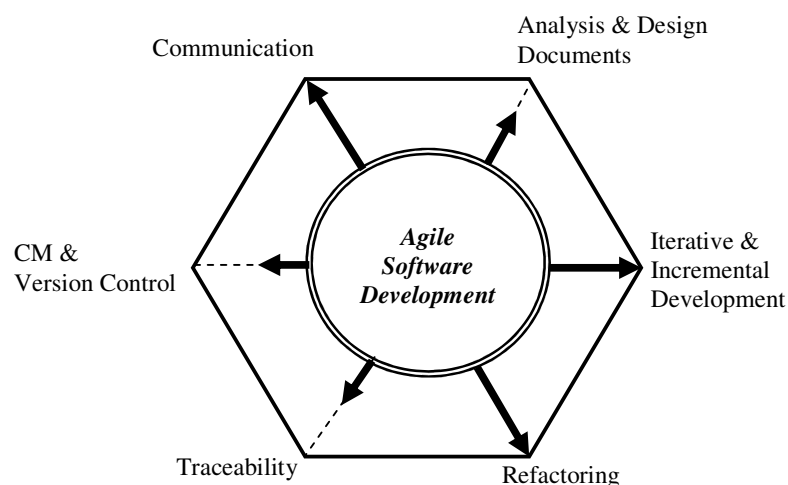 Communication
Analysis & Design
Documents
CM &
Version Control
Agile
Software
Development
Iterative &
Incremental
Development
Traceability
Refactoring